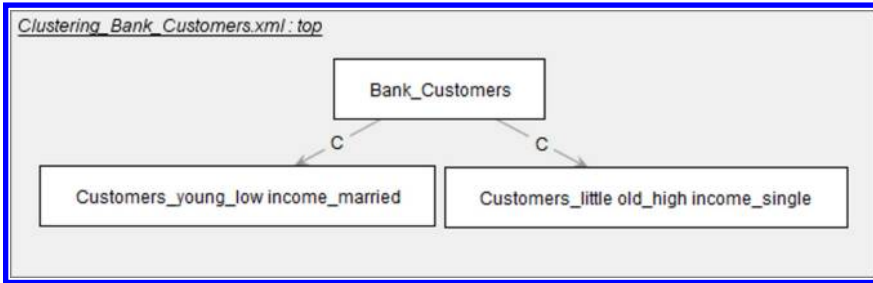 Clustering_Bank_Customers.xml : top
Bank_Customers
C
C
Customers_young_low income_married
Customers_little old_high income_single